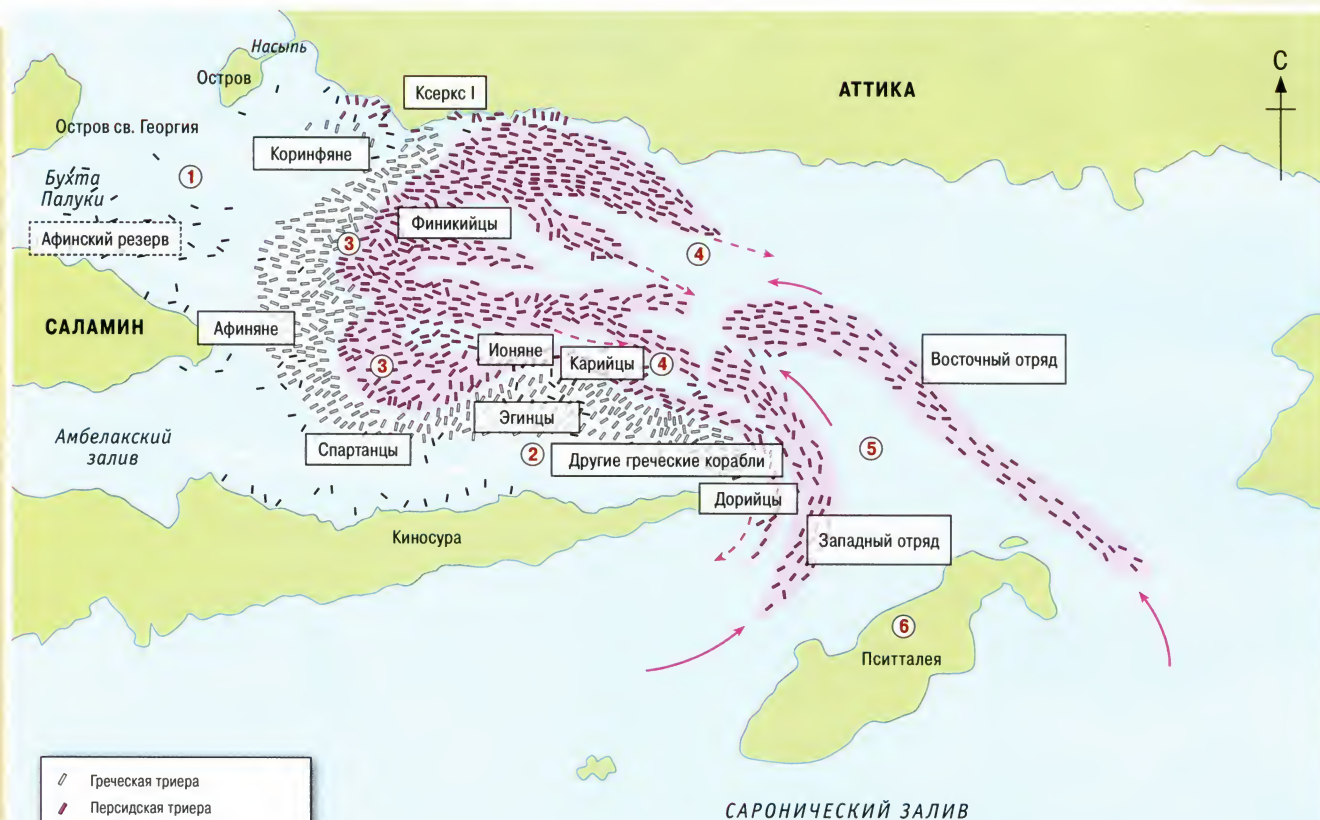 Насыпь
Остров
Ксеркс I
С
АТТИКА
Остров св. Георгия
Коринфяне
1
Бухта
Палуки
Финикийцы
Афинский резерв
3
4
САЛАМИН
Афиняне
Ионяне
Карийцы
4
Восточный отряд
3
Эгинцы
Амбелакский
залив
Спартанцы
2
Другие греческие корабли
5
Дорийцы
Киносура
Западный отряд
6
Пситталея
Греческая триера
Персидская триера
САРОНИЧЕСКИЙ ЗАЛИВ